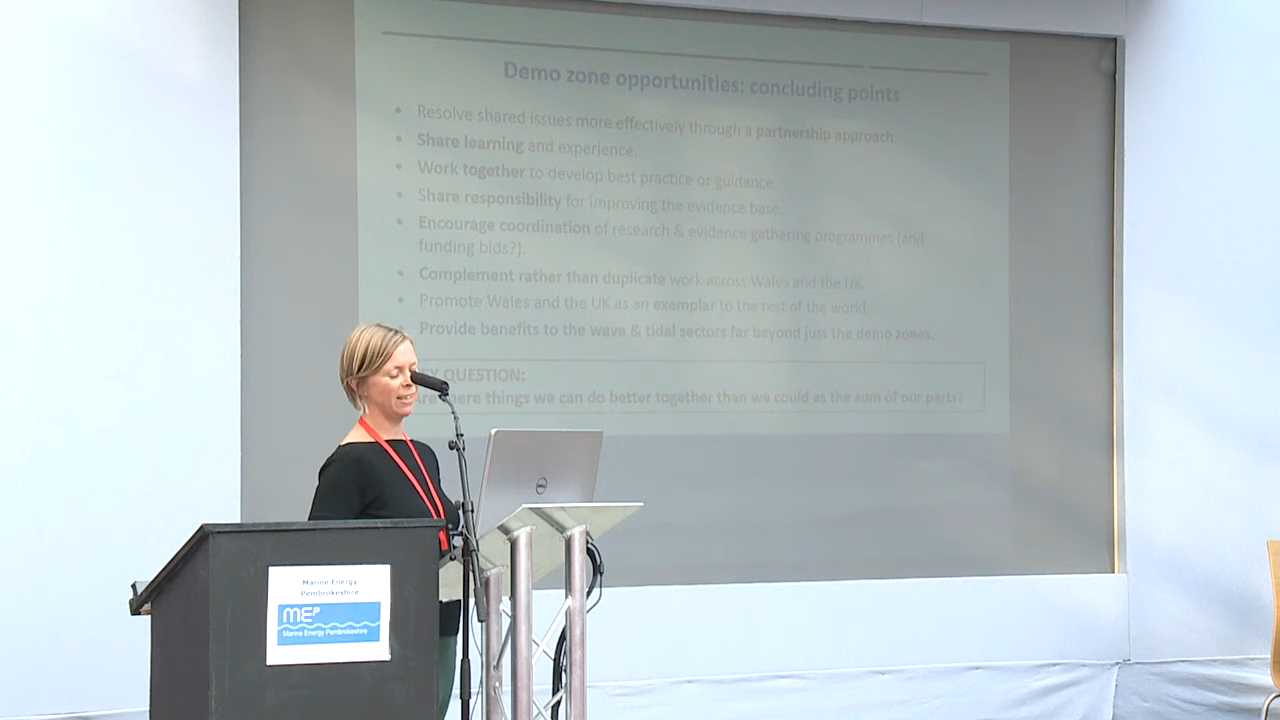 Demo zone opportunities: concluding points
• Resolve shared issues more effectively through a partnership approach.
• Share learning and experience.
• Work together to develop best practice or guidance.
• Share responsibility for improving the evidence base.
• Encourage coordination of research & evidence gathering programmes (and
funding bids?).
• Complement rather than duplicate work across Wales and the UK.
• Promote Wales and the UK as an exemplar to the rest of the world.
Provide benefits to the wave & tidal sectors far beyond just the demo zones.
QUESTION:
there things we can do better together than we could as the sum of our parts?
DELL
Marine Energy
Pembrokeshire
MEP
Marine Energy Pembrokeshire